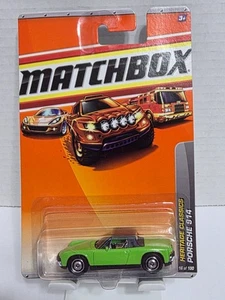 3+
MATCHBOX
HERITAGE CLASSICS
PORSCHE 914